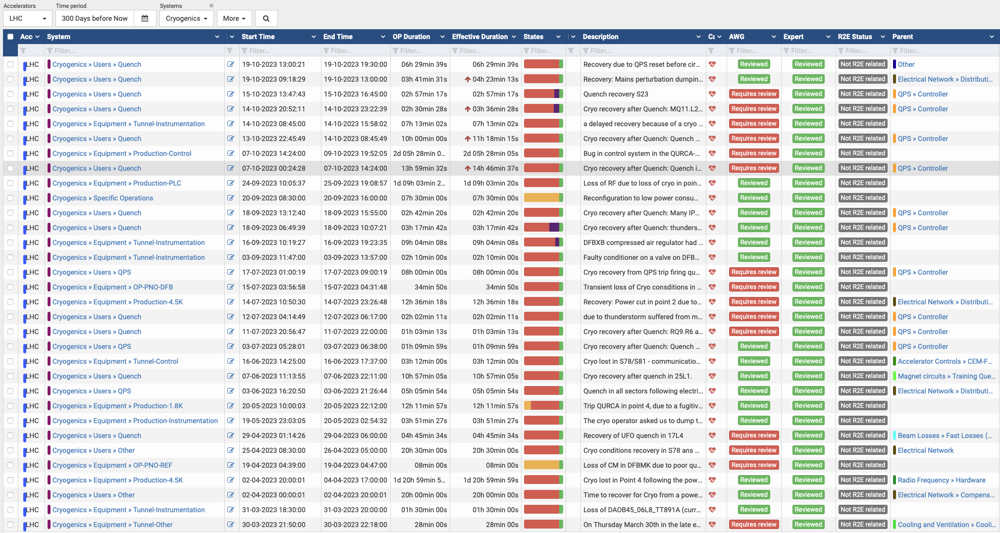 Accelerators Time period Systems ×
LHC 300 Days before Now Cryogenics More
Acc System : Start Time End Time OP Duration Effective Duration States Description Ca AWG Expert R2E Status Parent
Filter... Filter... Filter... Filter... Filter... Filter... Filter... Filter... Filter... Filter... Filter...
LHC Cryogenics » Users » Quench 19-10-2023 13:00:21 19-10-2023 19:30:00 06h 29min 39s 06h 29min 39s Recovery due to QPS reset before cir... Reviewed Reviewed Not R2E related Other
LHC Cryogenics » Users » Quench 19-10-2023 09:18:29 19-10-2023 13:00:00 03h 41min 31s 04h 23min 13s Recovery: Mains perturbation dumpin... Reviewed Reviewed Not R2E related Electrical Network » Distributi...
LHC Cryogenics » Users » Quench 15-10-2023 13:47:43 15-10-2023 16:45:00 02h 57min 17s 02h 57min 17s Quench recovery S23 Requires review Reviewed Not R2E related QPS » Controller
LHC Cryogenics » Users » Quench 14-10-2023 20:52:11 14-10-2023 23:22:39 02h 30min 28s 03h 36min 28s Cryo recovery after Quench: MQ11.L2... Requires review Reviewed Not R2E related QPS » Controller
LHC Cryogenics » Equipment » Tunnel-Instrumentation 14-10-2023 08:45:00 14-10-2023 15:58:02 07h 13min 02s 07h 13min 02s a delayed recovery because of a cryo ... Requires review Reviewed Not R2E related
LHC Cryogenics » Users » Quench 13-10-2023 22:45:49 14-10-2023 08:45:49 10h 00min 00s 11h 18min 15s Cryo recovery after Quench: Quench ... Requires review Reviewed Not R2E related QPS » Controller
LHC Cryogenics » Equipment » Production-Control 07-10-2023 14:24:00 09-10-2023 19:52:05 2d 05h 28min 0... 2d 05h 28min 05s Bug in control system in the QURCA-... Requires review Reviewed Not R2E related
LHC Cryogenics » Users » Quench 07-10-2023 00:24:28 07-10-2023 14:24:00 13h 59min 32s 14h 46min 37s Cryo recovery after Quench: Quench i... Requires review Reviewed Not R2E related QPS » Controller
LHC Cryogenics » Equipment » Production-PLC 24-09-2023 10:05:37 25-09-2023 19:08:57 1d 09h 03min 2... 1d 09h 03min 20s Loss of RF due to loss of cryo in poin... Reviewed Reviewed Not R2E related
LHC Cryogenics » Specific Operations 20-09-2023 08:30:00 20-09-2023 16:00:00 07h 30min 00s 07h 30min 00s Reconfiguration to low power consu... Reviewed Reviewed Not R2E related
LHC Cryogenics » Users » Quench 18-09-2023 13:12:40 18-09-2023 15:55:00 02h 42min 20s 02h 42min 20s Cryo recovery after Quench: Many IP... Reviewed Reviewed Not R2E related QPS » Controller
LHC Cryogenics » Users » Quench 18-09-2023 06:49:39 18-09-2023 10:07:21 03h 17min 42s 03h 17min 42s Cryo recovery after Quench: thunders... Reviewed Reviewed Not R2E related QPS » Controller
LHC Cryogenics » Equipment » Tunnel-Instrumentation 16-09-2023 10:19:27 16-09-2023 19:23:35 09h 04min 08s 09h 04min 08s DFBXB compressed air regulator had ... Reviewed Reviewed Not R2E related
LHC Cryogenics » Equipment » Tunnel-Instrumentation 03-09-2023 11:47:00 03-09-2023 13:57:00 02h 10min 00s 02h 10min 00s Faulty conditioner on a valve on DFB... Reviewed Reviewed Not R2E related
LHC Cryogenics » Users » QPS 17-07-2023 01:00:19 17-07-2023 09:00:19 08h 00min 00s 08h 00min 00s Cryo recovery from QPS trip firing qu... Requires review Reviewed Not R2E related QPS » Controller
LHC Cryogenics » Equipment » OP-PNO-DFB 15-07-2023 03:56:58 15-07-2023 04:31:48 34min 50s 34min 50s Transient loss of Cryo consditions in ... Requires review Reviewed Not R2E related
LHC Cryogenics » Equipment » Production-4.5K 14-07-2023 10:50:30 14-07-2023 23:26:48 12h 36min 18s 12h 36min 18s Recovery: Power cut in point 2 due to... Requires review Reviewed Not R2E related Electrical Network » Distributi...
LHC Cryogenics » Users » Quench 12-07-2023 04:14:49 12-07-2023 06:17:00 02h 02min 11s 02h 02min 11s due to thunderstorm suffered from m... Requires review Reviewed Not R2E related QPS » Controller
LHC Cryogenics » Users » Quench 11-07-2023 20:56:47 11-07-2023 22:00:00 01h 03min 13s 01h 03min 13s Cryo recovery after Quench: RQ9.R6 a... Requires review Reviewed Not R2E related QPS » Controller
LHC Cryogenics » Users » QPS 03-07-2023 05:28:01 03-07-2023 06:38:00 01h 09min 59s 01h 09min 59s Cryo recovery after Quench: Quench ... Reviewed Reviewed Not R2E related QPS » Controller
LHC Cryogenics » Equipment » Tunnel-Control 16-06-2023 14:25:00 16-06-2023 17:37:00 03h 12min 00s 03h 12min 00s Cryo lost in S78/S81 - communicatio... Reviewed Reviewed Not R2E related Accelerator Controls » CEM-F...
LHC Cryogenics » Users » Quench 07-06-2023 11:13:55 07-06-2023 22:11:00 10h 57min 05s 10h 57min 05s Cryo recovery after quench in 25L1. Reviewed Reviewed Not R2E related Magnet circuits » Training Que...
LHC Cryogenics » Users » QPS 03-06-2023 16:20:50 03-06-2023 21:26:44 05h 05min 54s 05h 05min 54s Quench in all sectors following electri... Reviewed Reviewed Not R2E related Electrical Network » Distributi...
LHC Cryogenics » Equipment » Production-1.8K 20-05-2023 10:00:03 20-05-2023 22:12:00 12h 11min 57s 12h 11min 57s Trip QURCA in point 4, due to a fugitiv... Reviewed Reviewed Not R2E related
LHC Cryogenics » Equipment » Production-Instrumentation 19-05-2023 23:03:05 20-05-2023 02:54:32 03h 51min 27s 03h 51min 27s The cryo operator asked us to dump t... Reviewed Reviewed Not R2E related
LHC Cryogenics » Users » Quench 29-04-2023 01:14:26 29-04-2023 06:00:00 04h 45min 34s 04h 45min 34s Recovery of UFO quench in 17L4 Requires review Reviewed Not R2E related Beam Losses » Fast Losses (...
LHC Cryogenics » Users » Other 25-04-2023 08:30:00 26-04-2023 05:00:00 20h 30min 00s 20h 30min 00s Cryo conditions recovery in S78 ans ... Requires review Reviewed Not R2E related Electrical Network
LHC Cryogenics » Equipment » OP-PNO-REF 19-04-2023 04:39:00 19-04-2023 04:47:00 08min 00s 08min 00s Loss of CM in DFBMK due to poor qu... Requires review Reviewed Not R2E related
LHC Cryogenics » Equipment » Production-4.5K 02-04-2023 20:00:01 04-04-2023 17:00:00 1d 20h 59min 5... 1d 20h 59min 59s Cryo lost in Point 4 following the pow... Reviewed Reviewed Not R2E related Radio Frequency » Hardware
LHC Cryogenics » Users » Other 02-04-2023 00:00:01 02-04-2023 20:00:01 20h 00min 00s 20h 00min 00s Time to recover for Cryo from a powe... Reviewed Reviewed Not R2E related Electrical Network » Compens...
LHC Cryogenics » Equipment » Tunnel-Instrumentation 31-03-2023 18:30:00 31-03-2023 20:00:00 01h 30min 00s 01h 30min 00s Loss of DAOB45_06L8_TT891A (curr... Reviewed Reviewed Not R2E related
LHC Cryogenics » Equipment » Tunnel-Other 30-03-2023 21:50:00 30-03-2023 22:18:00 28min 00s 28min 00s On Thursday March 30th in the late e... Requires review Reviewed Not R2E related Cooling and Ventilation » Cooli...